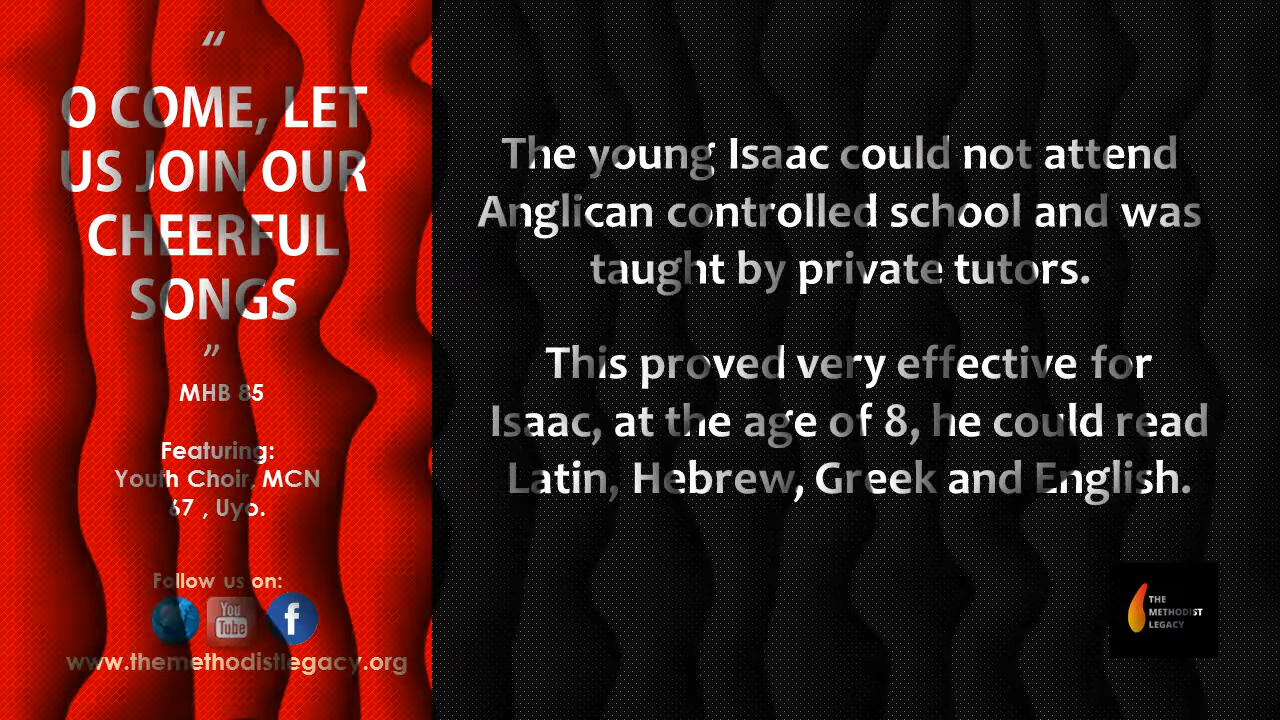 “
O COME, LET
US JOIN OUR
CHEERFUL
SONGS
”
MHB 85
Featuring:
Youth Choir, MCN
67 , Uyo.
Follow us on:
You
Tube
f
www.themethodistlegacy.org
The young Isaac could not attend
Anglican controlled school and was
taught by private tutors.
This proved very effective for
Isaac, at the age of 8, he could read
Latin, Hebrew, Greek and English.
THE
METHODIST
LEGACY